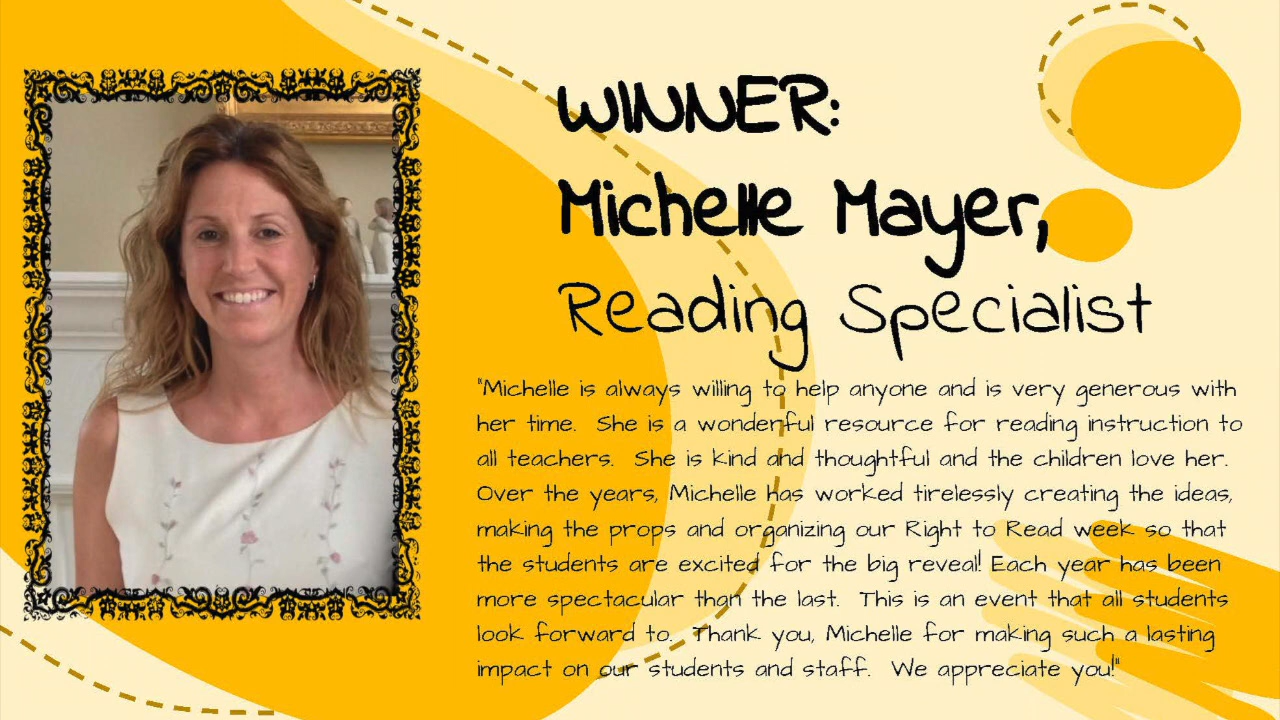 WINNER:
Michelle Mayer,
Reading Specialist
"Michelle is always willing to help anyone and is very generous with
her time. She is a wonderful resource for reading instruction to
all teachers. She is kind and thoughtful and the children love her.
Over the years, Michelle has worked tirelessly creating the ideas,
making the props and organizing our Right to Read week so that
the students are excited for the big reveal! Each year has been
more spectacular than the last. This is an event that all students
look forward to. Thank you, Michelle for making such a lasting
impact on our students and staff. We appreciate you!"